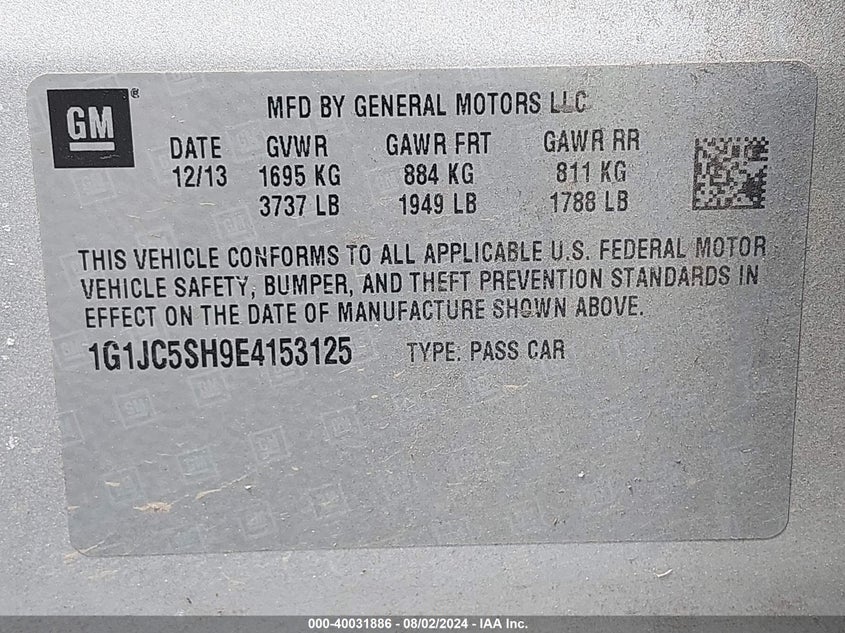 GM ®
MFD BY GENERAL MOTORS LLC
DATE GVWR GAWR FRT GAWR RR
12/13 1695 KG 884 KG 811 KG
3737 LB 1949 LB 1788 LB
THIS VEHICLE CONFORMS TO ALL APPLICABLE U.S. FEDERAL MOTOR
VEHICLE SAFETY, BUMPER, AND THEFT PREVENTION STANDARDS IN
EFFECT ON THE DATE OF MANUFACTURE SHOWN ABOVE.
1G1JC5SH9E4153125 TYPE: PASS CAR
000-40031886 - 08/02/2024 - IAA Inc.